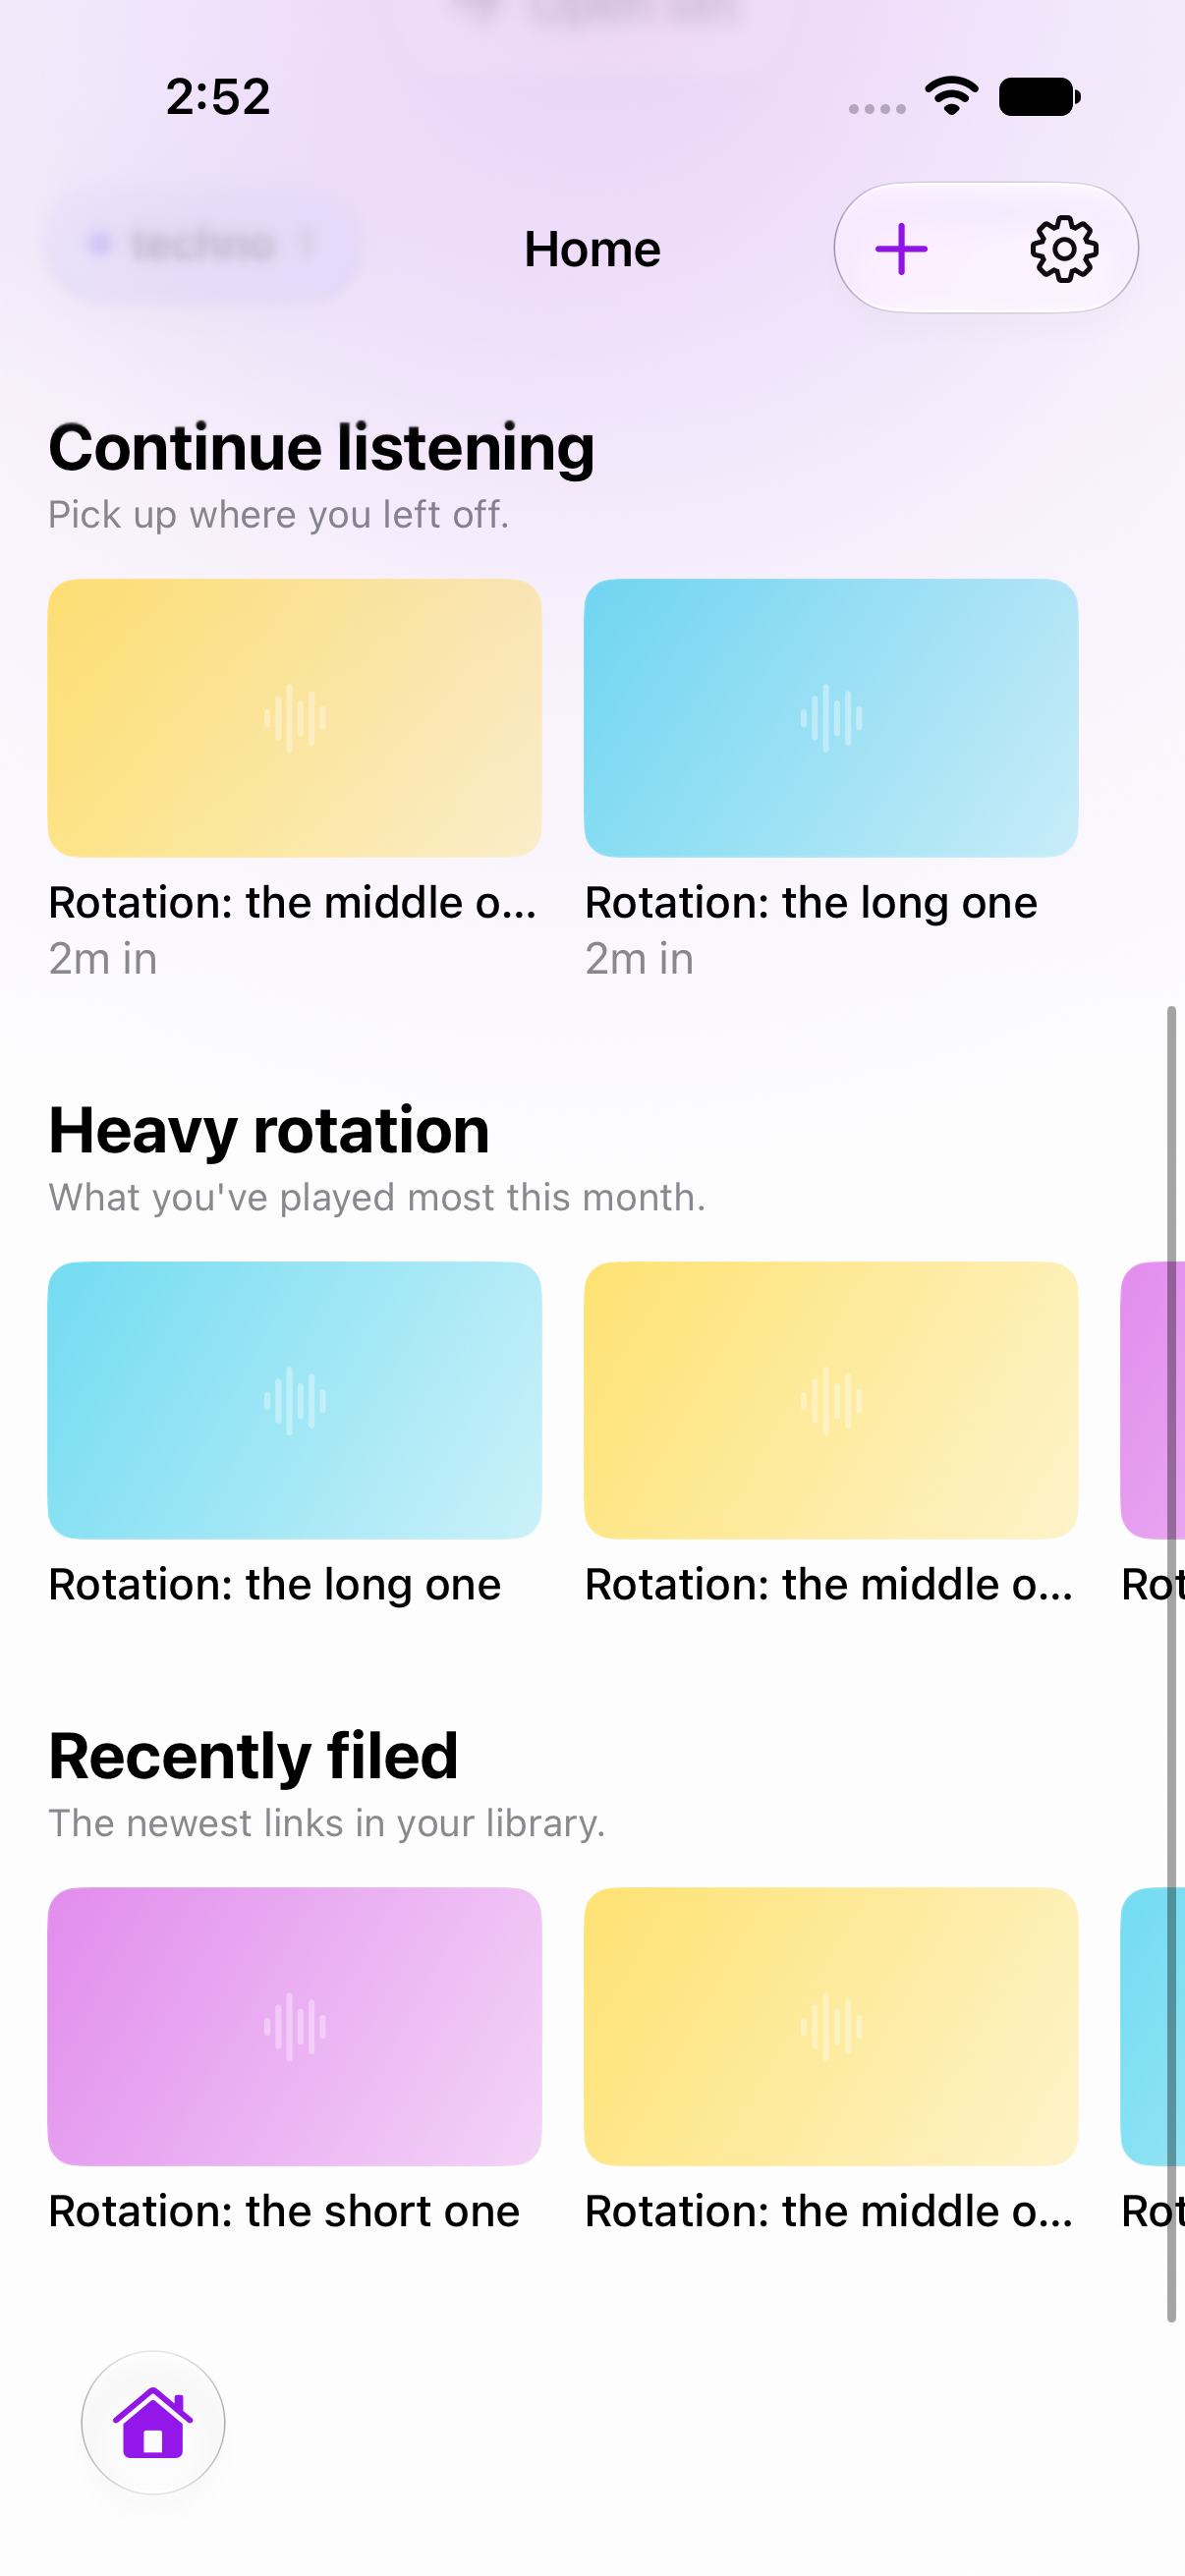 2:52
techno
Home
Continue listening
Pick up where you left off.
Rotation: the middle o...
Rotation: the long one
2m in
2m in
Heavy rotation
What you've played most this month.
Rotation: the long one
Rotation: the middle o...
Rot
Recently filed
The newest links in your library.
Rotation: the short one
Rotation: the middle o...
Rot